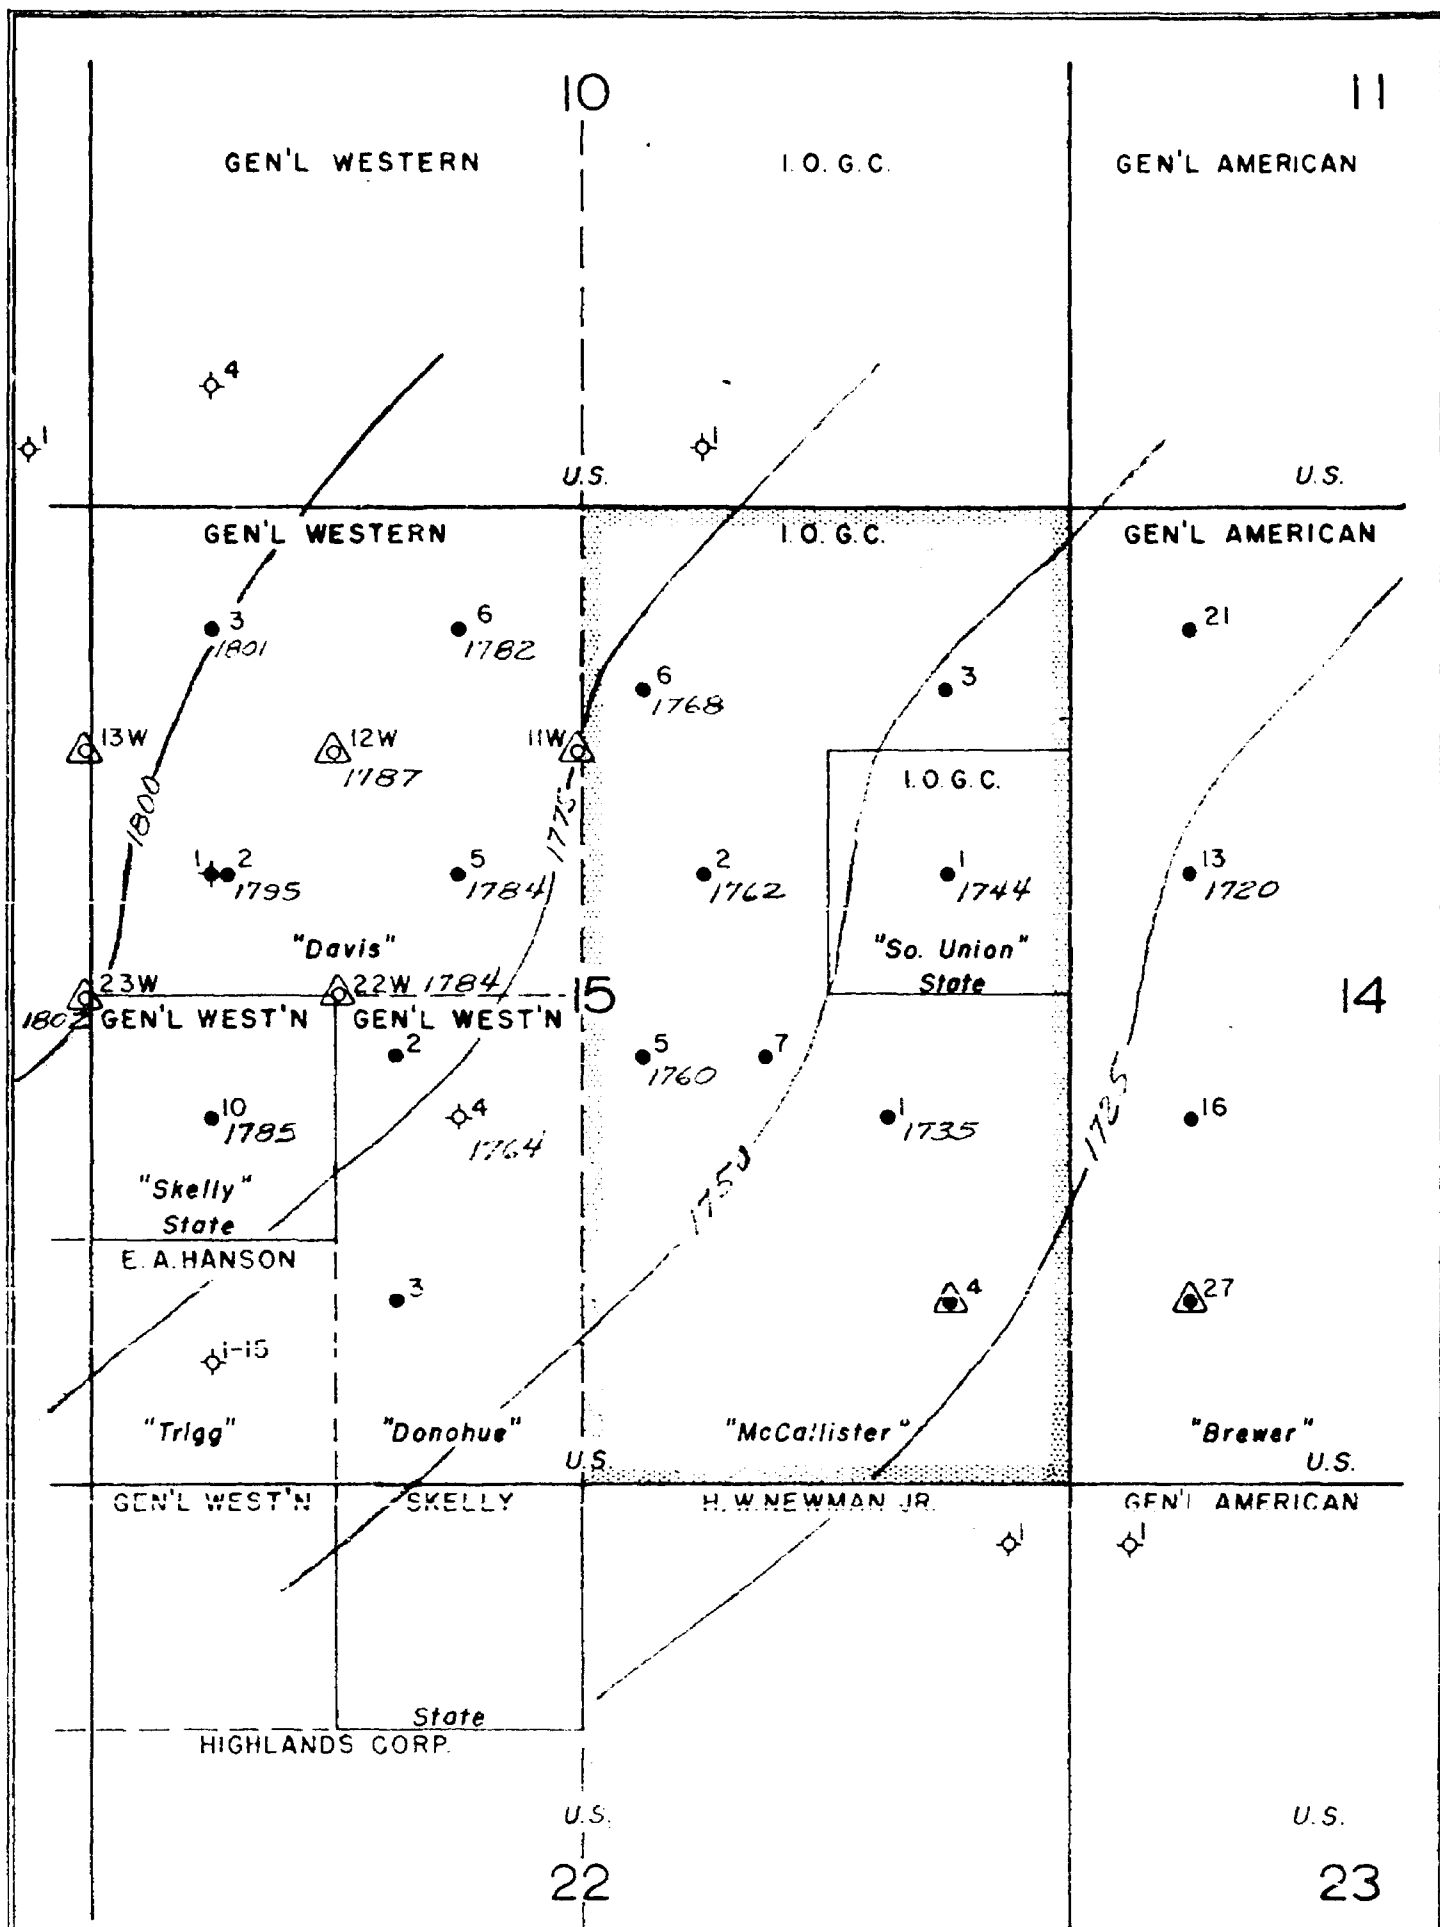 10
11
GEN'L WESTERN
I. O. G. C.
GEN'L AMERICAN
4
1
1
U.S.
U.S.
GEN'L WESTERN
I. O. G. C.
GEN'L AMERICAN
3
1801
6
1782
21
6
1768
3
13W
12W
1787
11W
1800
1775
I. O. G. C.
1
2
1795
5
1784
2
1762
1
1744
13
1720
"Davis"
"So. Union"
State
23W
1802
22W 1784
15
14
GEN'L WEST'N
GEN'L WEST'N
2
5
1760
7
10
1785
4
1764
1
1735
16
1725
1750
"Skelly"
State
E. A. HANSON
3
4
27
1-15
"Trigg"
"Donohue"
"McCallister"
"Brewer"
U.S.
U.S.
GEN'L WEST'N
SKELLY
H. W. NEWMAN JR.
GEN'L AMERICAN
1
1
State
HIGHLANDS CORP.
U.S.
U.S.
22
23